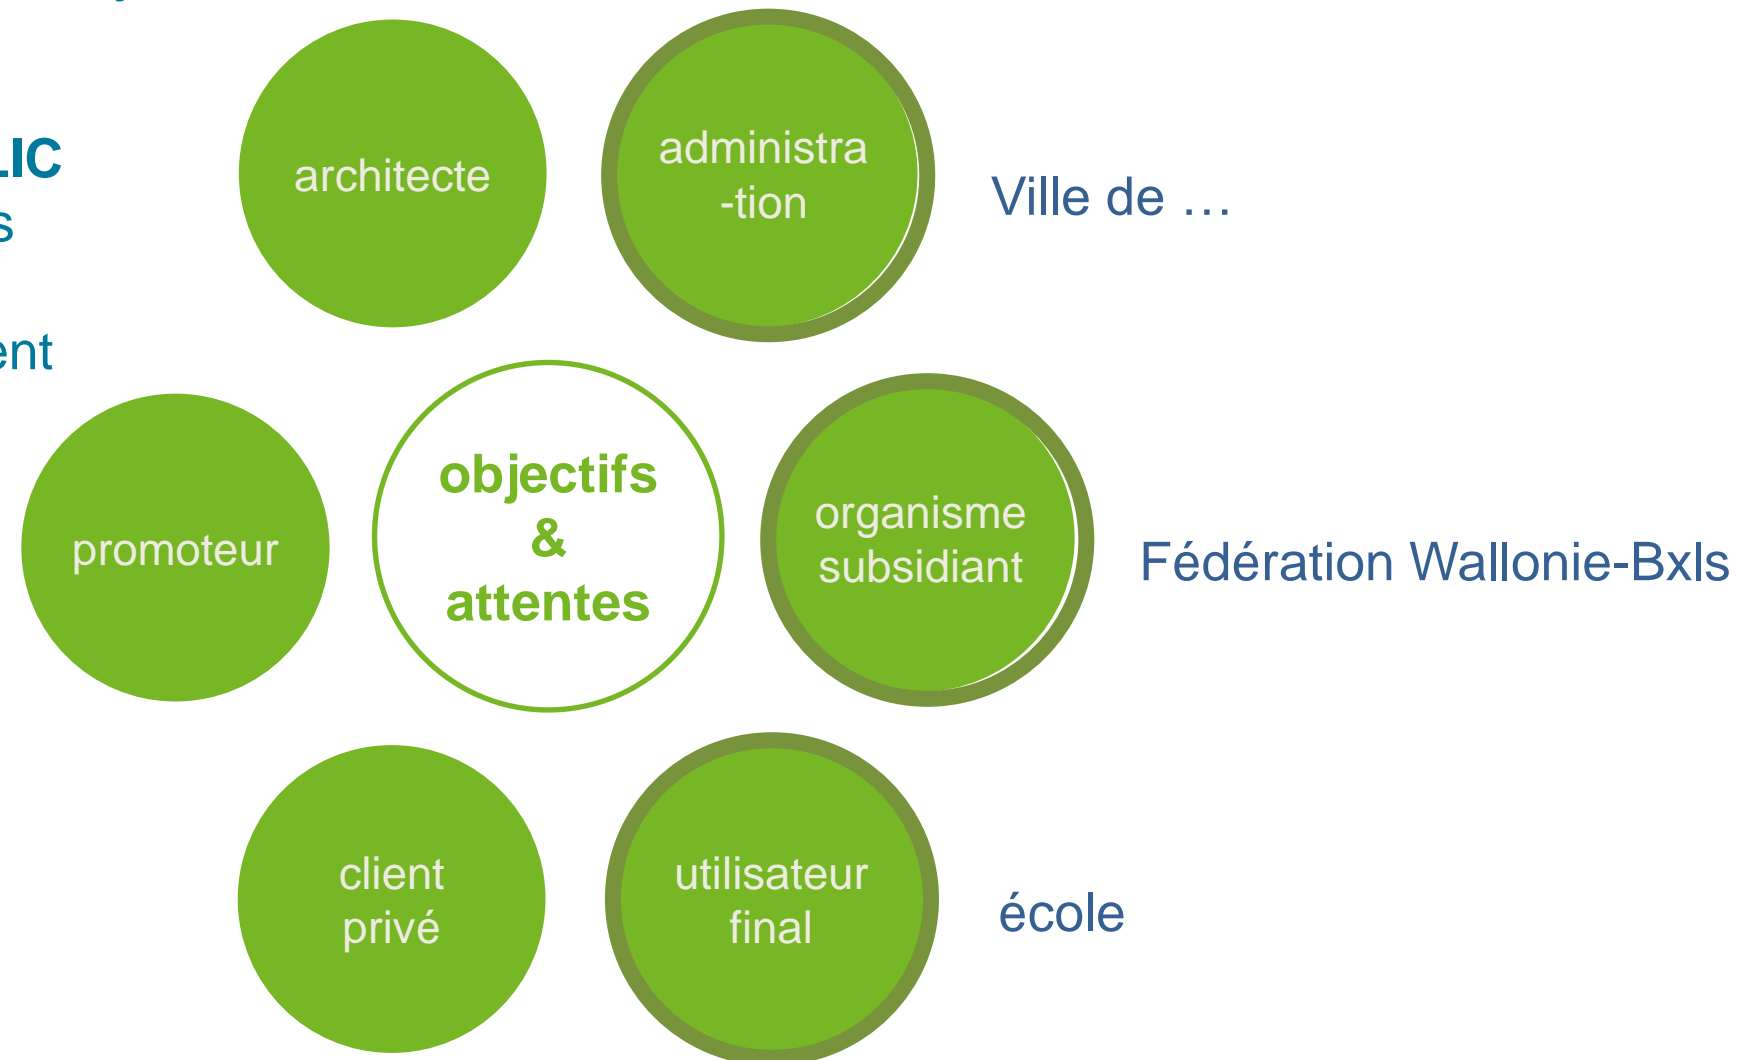 LIC
s
ent
architecte
administra
-tion
Ville de …
promoteur
objectifs
&
attentes
organisme
subsidiant
Fédération Wallonie-Bxls
client
privé
utilisateur
final
école